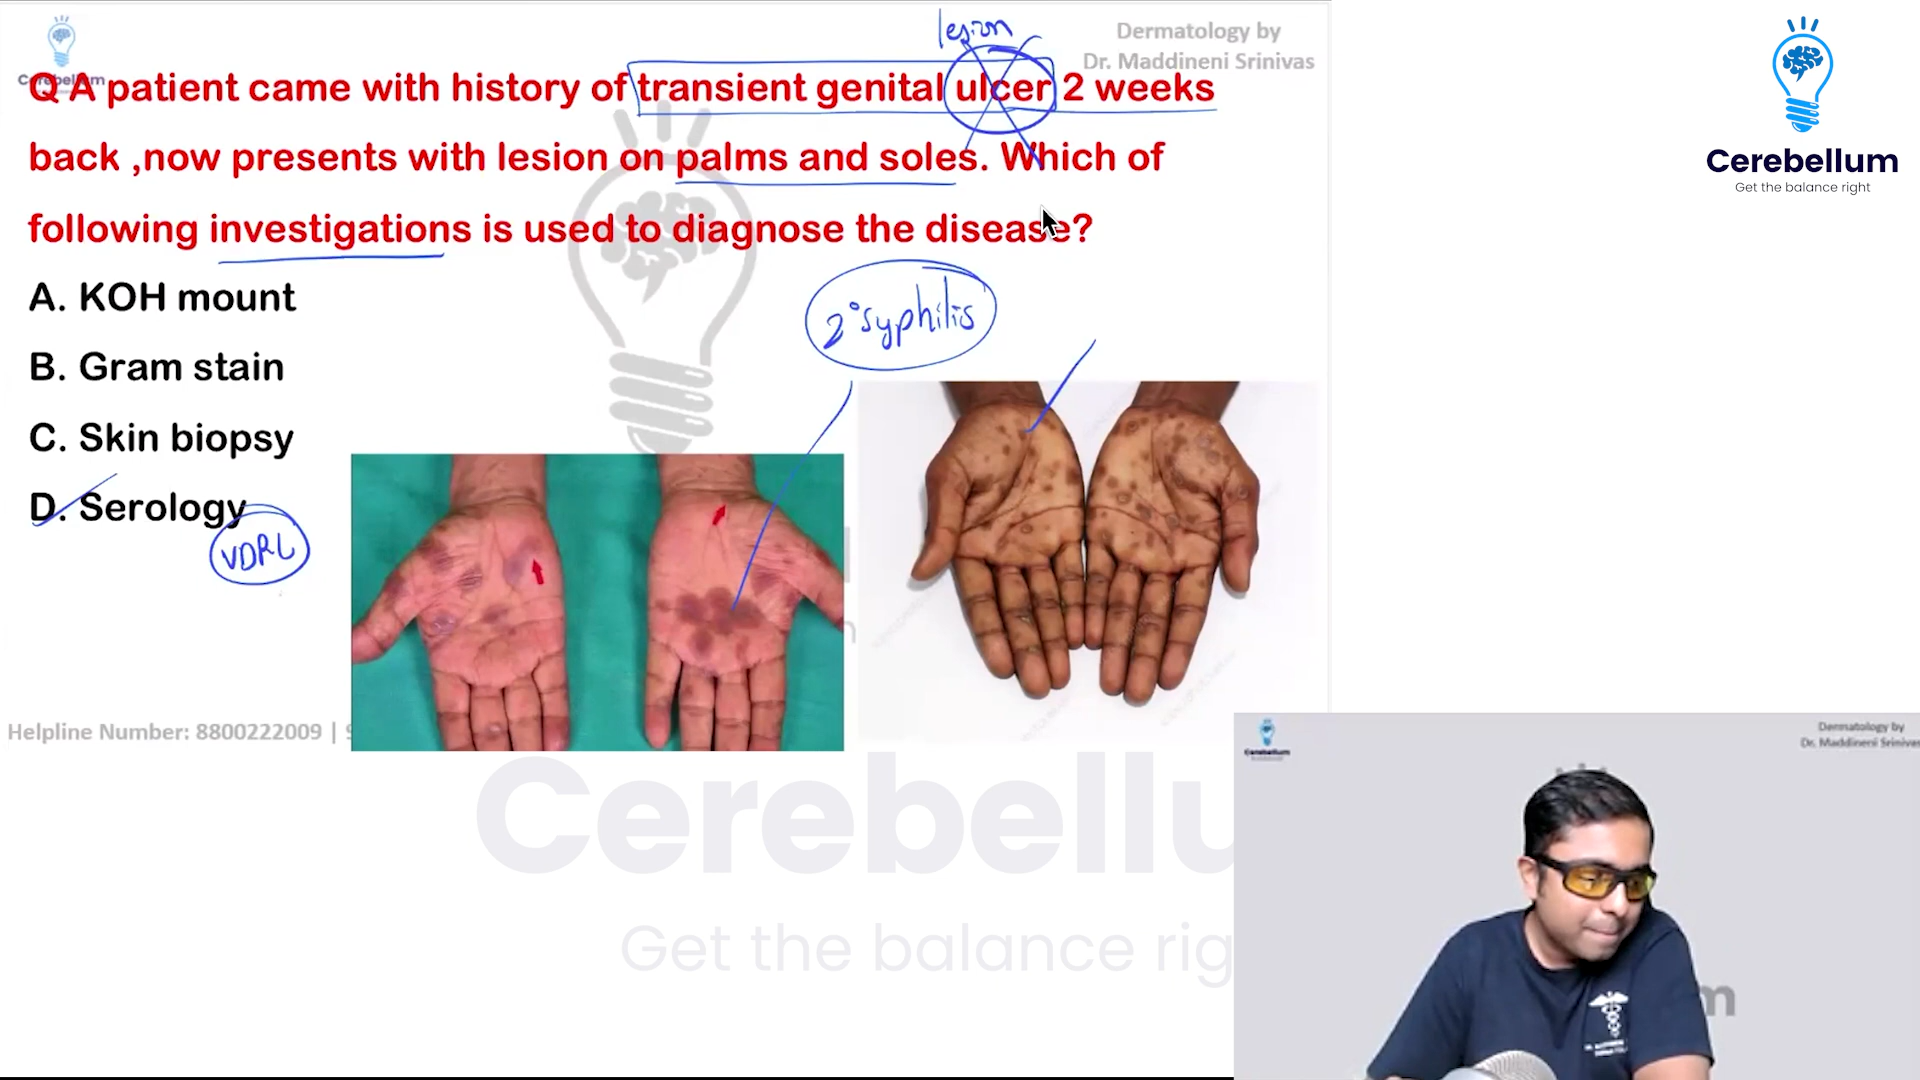 lesion
Dermatology by
Dr. Maddineni Srinivas
Cerebellum
Q A patient came with history of transient genital ulcer 2 weeks
back ,now presents with lesion on palms and soles. Which of
following investigations is used to diagnose the disease?
A. KOH mount
B. Gram stain
C. Skin biopsy
D. Serology
VDRL
2° syphilis
Helpline Number: 8800222009 |
Cerebellum
Get the balance right
Cerebellu
Get the balance rig
Cerebellum
Dermatology by
Dr. Maddineni Srinivas
m